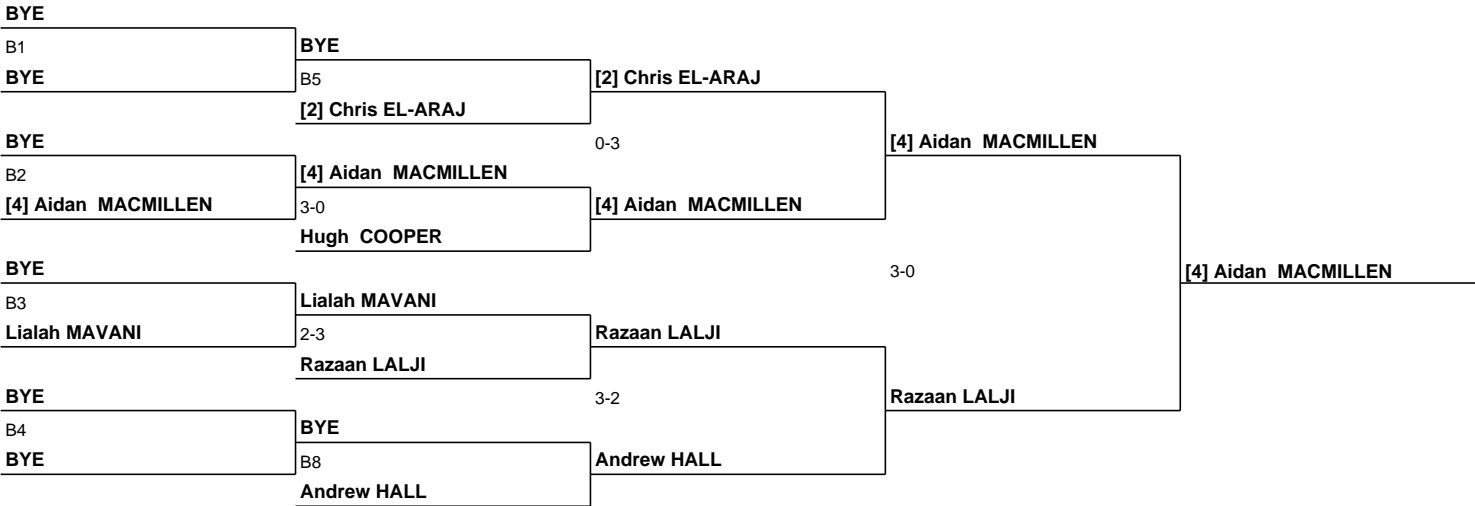 BYE
B1
BYE
BYE
B5
[2] Chris EL-ARAJ
[2] Chris EL-ARAJ
BYE
0-3
[4] Aidan  MACMILLEN
B2
[4] Aidan  MACMILLEN
[4] Aidan  MACMILLEN
3-0
[4] Aidan  MACMILLEN
Hugh  COOPER
BYE
3-0
[4] Aidan  MACMILLEN
B3
Lialah MAVANI
Lialah MAVANI
2-3
Razaan LALJI
Razaan LALJI
BYE
3-2
Razaan LALJI
B4
BYE
BYE
B8
Andrew HALL
Andrew HALL